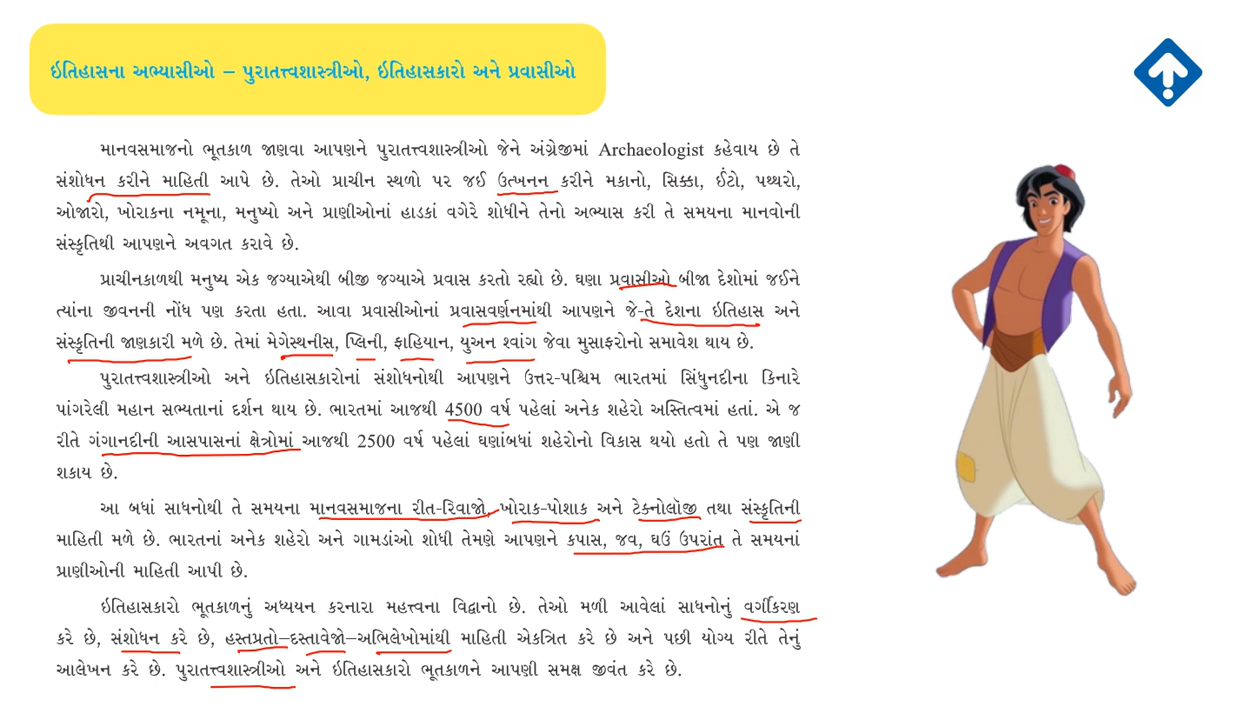 ઇતિહાસના અભ્યાસીઓ – પુરાતત્ત્વશાસ્ત્રીઓ, ઇતિહાસકારો અને પ્રવાસીઓ
માનવસમાજનો ભૂતકાળ જાણવા આપણને પુરાતત્ત્વશાસ્ત્રીઓ જેને અંગ્રેજીમાં Archaeologist કહેવાય છે તે
સંશોધન કરીને માહિતી આપે છે. તેઓ પ્રાચીન સ્થળો પર જઈ ઉત્ખનન કરીને મકાનો, સિક્કા, ઈંટો, પથ્થરો,
ઓજારો, ખોરાકના નમૂના, મનુષ્યો અને પ્રાણીઓનાં હાડકાં વગેરે શોધીને તેનો અભ્યાસ કરી તે સમયના માનવોની
સંસ્કૃતિથી આપણને અવગત કરાવે છે.
પ્રાચીનકાળથી મનુષ્ય એક જગ્યાએથી બીજી જગ્યાએ પ્રવાસ કરતો રહ્યો છે. ઘણા પ્રવાસીઓ બીજા દેશોમાં જઈને
ત્યાંના જીવનની નોંધ પણ કરતા હતા. આવા પ્રવાસીઓનાં પ્રવાસવર્ણનમાંથી આપણને જે-તે દેશના ઇતિહાસ અને
સંસ્કૃતિની જાણકારી મળે છે. તેમાં મેગેસ્થનીસ, પ્લિની, ફાહિયાન, યુઅન શ્વાંગ જેવા મુસાફરોનો સમાવેશ થાય છે.
પુરાતત્ત્વશાસ્ત્રીઓ અને ઇતિહાસકારોનાં સંશોધનોથી આપણને ઉત્તર-પશ્ચિમ ભારતમાં સિંધુનદીના કિનારે
પાંગરેલી મહાન સભ્યતાનાં દર્શન થાય છે. ભારતમાં આજથી 4500 વર્ષ પહેલાં અનેક શહેરો અસ્તિત્વમાં હતાં. એ જ
રીતે ગંગાનદીની આસપાસનાં ક્ષેત્રોમાં આજથી 2500 વર્ષ પહેલાં ઘણાંબધાં શહેરોનો વિકાસ થયો હતો તે પણ જાણી
શકાય છે.
આ બધાં સાધનોથી તે સમયના માનવસમાજના રીત-રિવાજો, ખોરાક-પોશાક અને ટેક્નોલૉજી તથા સંસ્કૃતિની
માહિતી મળે છે. ભારતનાં અનેક શહેરો અને ગામડાંઓ શોધી તેમણે આપણને કપાસ, જવ, ઘઉં ઉપરાંત તે સમયનાં
પ્રાણીઓની માહિતી આપી છે.
ઇતિહાસકારો ભૂતકાળનું અધ્યયન કરનારા મહત્ત્વના વિદ્વાનો છે. તેઓ મળી આવેલાં સાધનોનું વર્ગીકરણ
કરે છે, સંશોધન કરે છે, હસ્તપ્રતો–દસ્તાવેજો–અભિલેખોમાંથી માહિતી એકત્રિત કરે છે અને પછી યોગ્ય રીતે તેનું
આલેખન કરે છે. પુરાતત્ત્વશાસ્ત્રીઓ અને ઇતિહાસકારો ભૂતકાળને આપણી સમક્ષ જીવંત કરે છે.